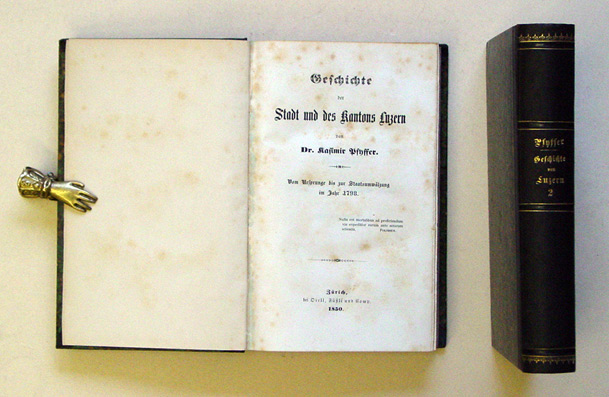 Geschichte
der
Stadt und des Kantons Luzern
von
Dr. Kasimir Pfyffer.
Vom Ursprunge bis zur Staatsumwälzung
im Jahr 1798.
Zürich,
bei Orell, Füßli und Comp.
1850.
Pfyffer
Geschichte
von
Luzern
2